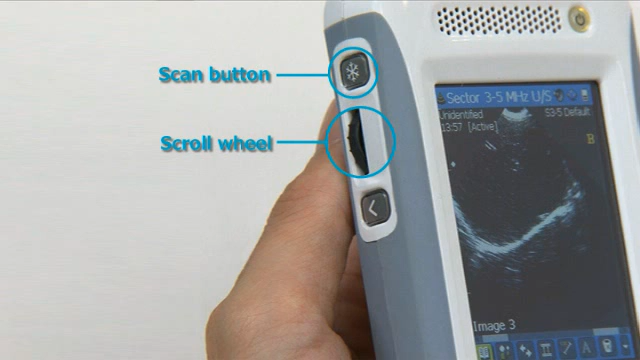 Scan button
Scroll wheel
Sector 3-5 MHz U/S
Unidentified
S3-5 Default
13:57 [Active]
B
Image 3
A